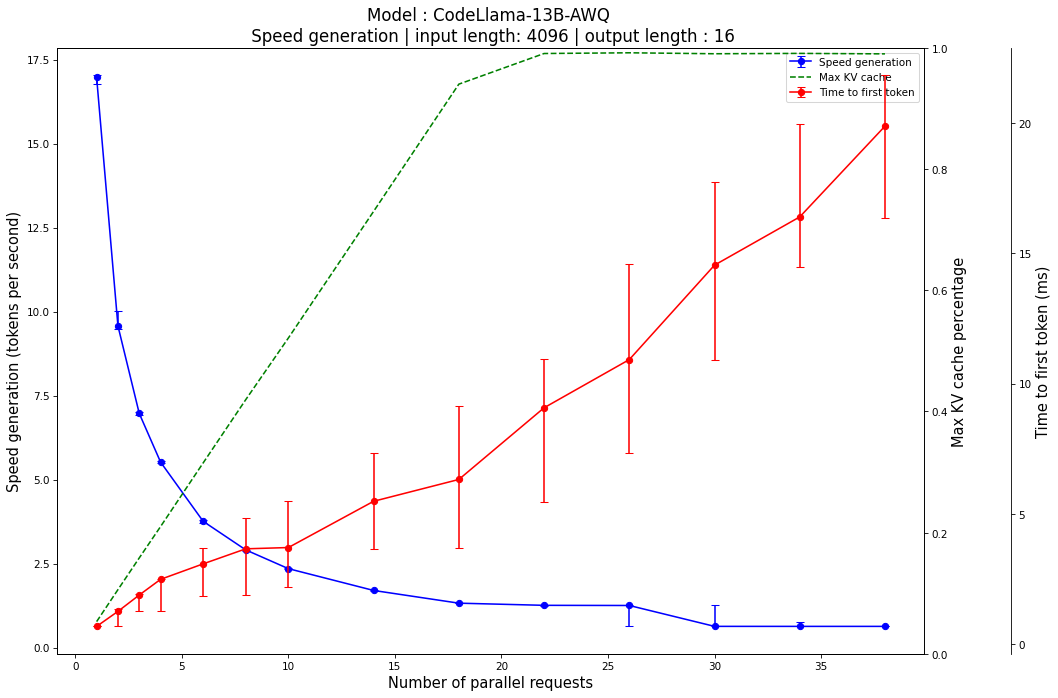 Model : CodeLlama-13B-AWQ
Speed generation | input length: 4096 | output length : 16
Speed generation
Max KV cache
Time to first token
Speed generation (tokens per second)
17.5
15.0
12.5
10.0
7.5
5.0
2.5
0.0
0 5 10 15 20 25 30 35
Number of parallel requests
1.0
0.8
0.6
0.4
0.2
0.0
Max KV cache percentage
20
15
10
5
0
Time to first token (ms)